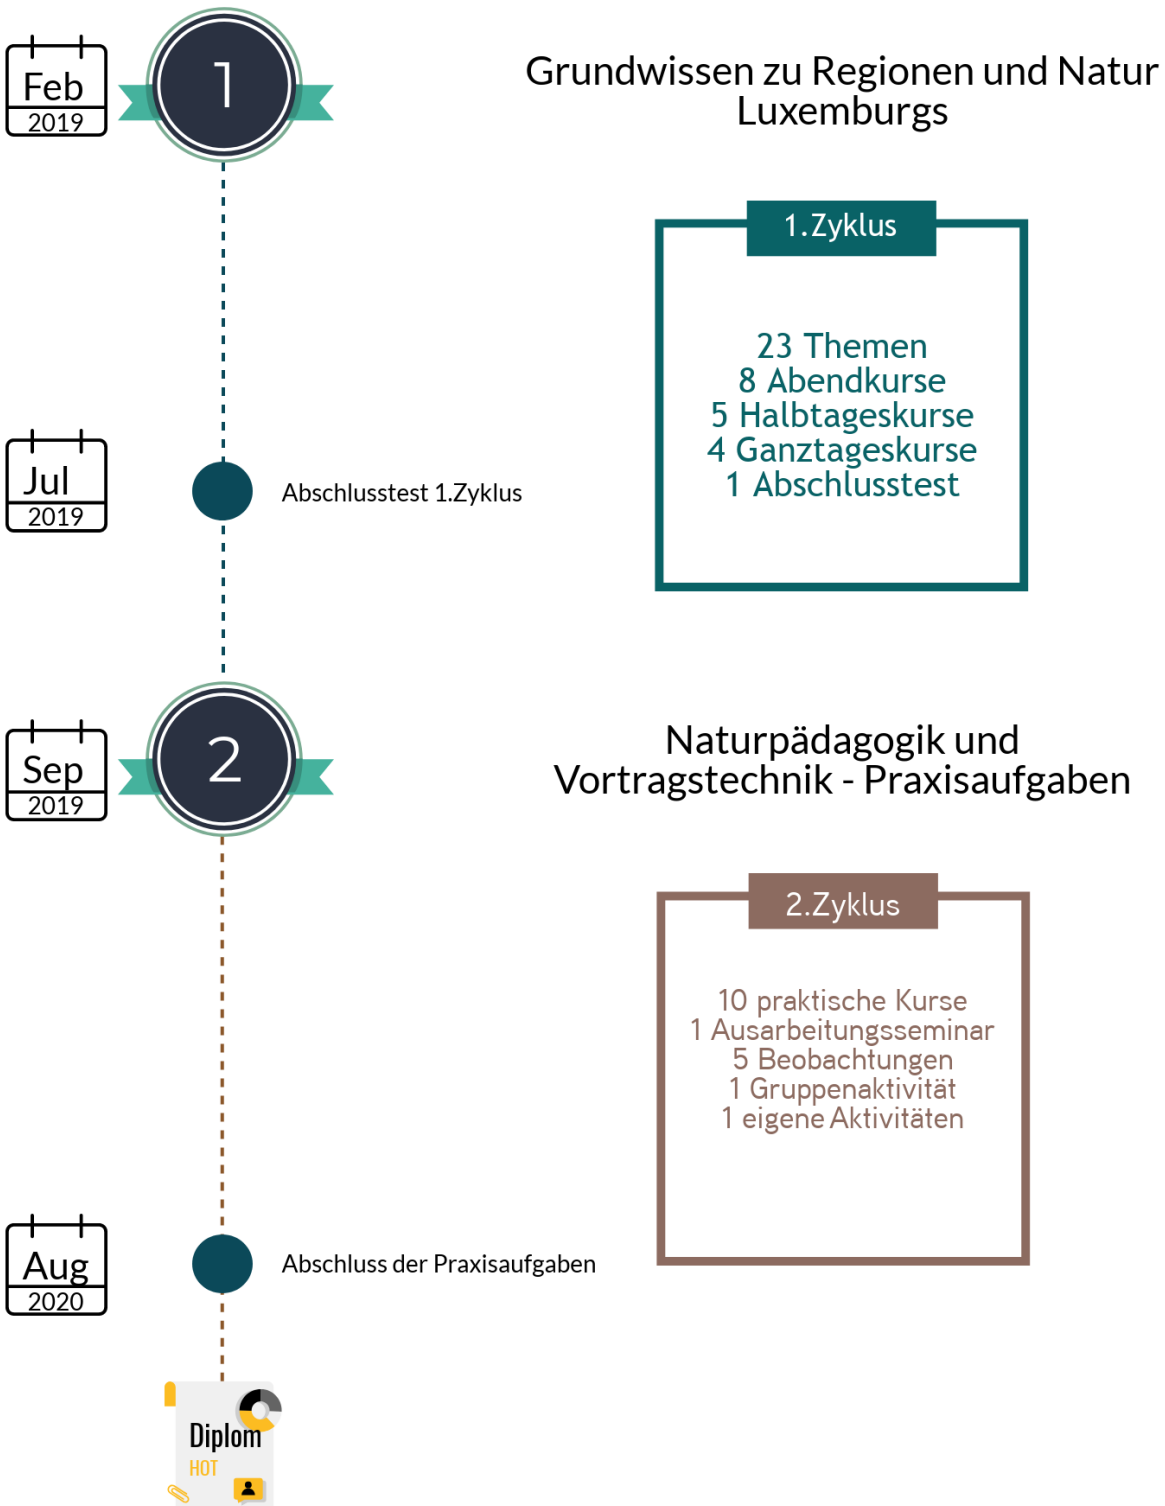 Feb
2019
1
Grundwissen zu Regionen und Natur
Luxemburgs
1.Zyklus
23 Themen
8 Abendkurse
5 Halbtageskurse
4 Ganztageskurse
1 Abschlusstest
Jul
2019
Abschlusstest 1.Zyklus
Sep
2019
2
Naturpädagogik und
Vortragstechnik - Praxisaufgaben
2.Zyklus
10 praktische Kurse
1 Ausarbeitungsseminar
5 Beobachtungen
1 Gruppenaktivität
1 eigene Aktivitäten
Aug
2020
Abschluss der Praxisaufgaben
Diplom
HOT